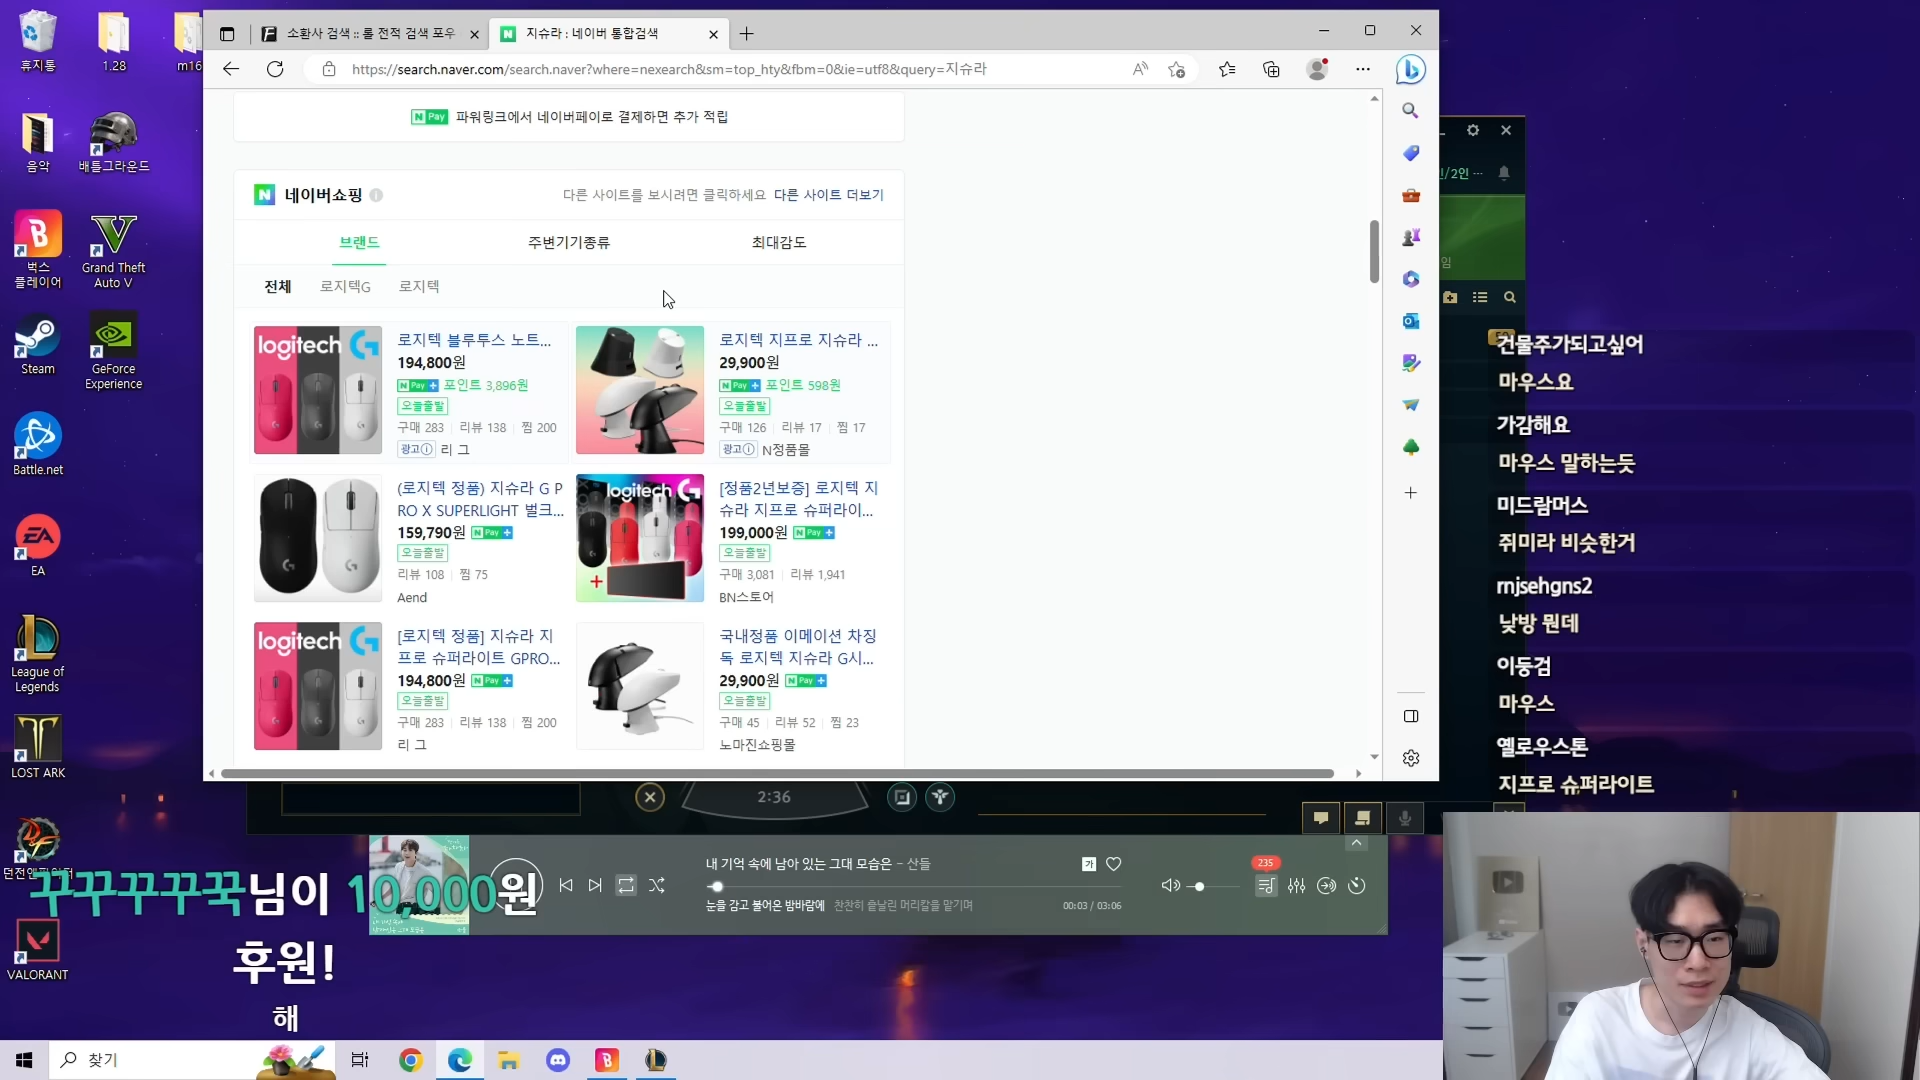 휴지통
1.28
m16
음악
배틀그라운드
벅스
플레이어
Grand Theft
Auto V
Steam
GeForce
Experience
Battle.net
EA
League of
Legends
LOST ARK
VALORANT
소환사 검색 :: 롤 전적 검색 포우
지슈라 : 네이버 통합검색
https://search.naver.com/search.naver?where=nexearch&sm=top_hty&fbm=0&ie=utf8&query=지슈라
N Pay 파워링크에서 네이버페이로 결제하면 추가 적립
N 네이버쇼핑
다른 사이트를 보시려면 클릭하세요 다른 사이트 더보기
브랜드 주변기기종류 최대감도
전체 로지텍G 로지텍
logitech G
로지텍 블루투스 노트...
194,800원
N Pay + 포인트 3,896원
오늘출발
구매 283 리뷰 138 찜 200
광고 리 그
로지텍 지프로 지슈라 ...
29,900원
N Pay + 포인트 598원
오늘출발
구매 126 리뷰 17 찜 17
광고 N정품몰
(로지텍 정품) 지슈라 G P
RO X SUPERLIGHT 벌크...
159,790원 N Pay +
오늘출발
리뷰 108 찜 75
Aend
logitech G
[정품2년보증] 로지텍 지
슈라 지프로 슈퍼라이...
199,000원 N Pay +
오늘출발
구매 3,081 리뷰 1,941
BN스토어
logitech G
[로지텍 정품] 지슈라 지
프로 슈퍼라이트 GPRO...
194,800원 N Pay +
오늘출발
구매 283 리뷰 138 찜 200
리 그
국내정품 이메이션 차징
독 로지텍 지슈라 G시...
29,900원 N Pay +
오늘출발
구매 45 리뷰 52 찜 23
노마진쇼핑몰
/2인 ...
임
건물주가되고싶어
마우스요
가감해요
마우스 말하는듯
미드람머스
쥐미라 비슷한거
rnjsehgns2
낮방 뭔데
이둥검
마우스
옐로우스톤
지프로 슈퍼라이트
2:36
내 기억 속에 남아 있는 그대 모습은 - 산들
가
235
눈을 감고 불어온 밤바람에 찬찬히 흩날린 머리칼을 맡기며
00:03 / 03:06
꾸꾸꾸꾸꾹님이 10,000원
후원!
해
찾기